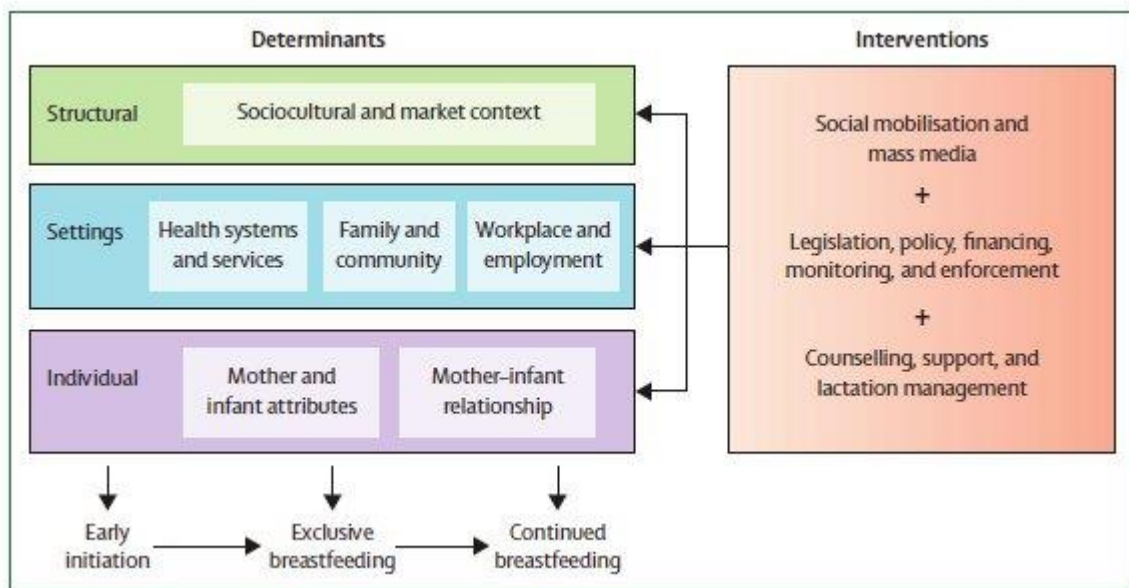 Determinants
Structural
Sociocultural and market context
Settings
Health systems
and services
Family and
community
Workplace and
employment
Individual
Mother and
infant attributes
Mother–infant
relationship
Early
initiation
Exclusive
breastfeeding
Continued
breastfeeding
Interventions
Social mobilisation and
mass media
+
Legislation, policy, financing,
monitoring, and enforcement
+
Counselling, support, and
lactation management